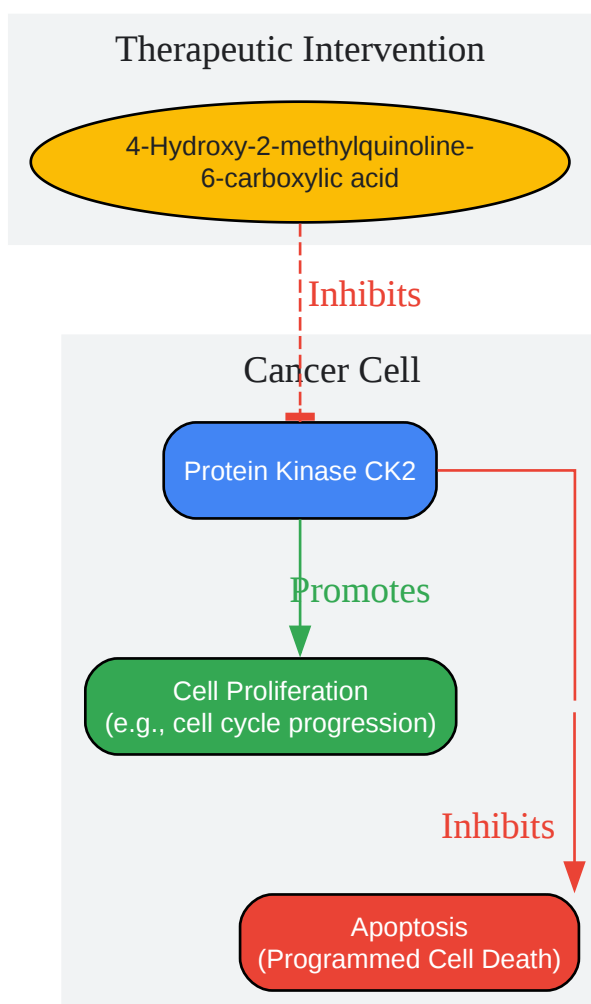 Therapeutic Intervention
4-Hydroxy-2-methylquinoline-
6-carboxylic acid
Inhibits
Cancer Cell
Protein Kinase CK2
Promotes
Cell Proliferation
(e.g., cell cycle progression)
Inhibits
Apoptosis
(Programmed Cell Death)